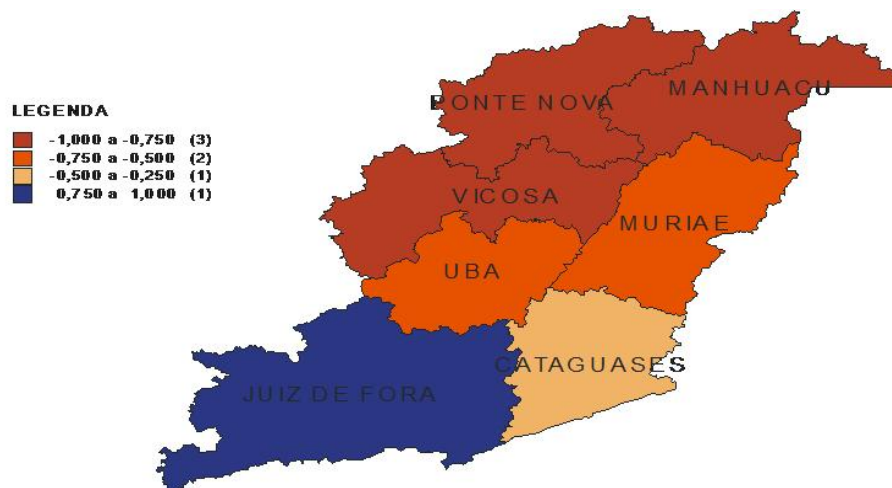 PONTE NOVA
MANHUACU
LEGENDA
-1,000 a -0,750 (3)
-0,750 a -0,500 (2)
-0,500 a -0,250 (1)
0,750 a 1,000 (1)
VICOSA
MURIAE
UBA
CATAGUASES
JUIZ DE FORA